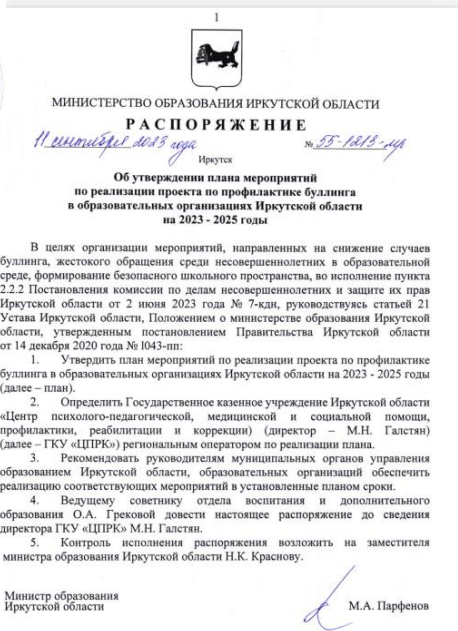 1
МИНИСТЕРСТВО ОБРАЗОВАНИЯ ИРКУТСКОЙ ОБЛАСТИ
РАСПОРЯЖЕНИЕ
11 сентября 2023 года
№ 55-1213-мр
Иркутск
Об утверждении плана мероприятий
по реализации проекта по профилактике буллинга
в образовательных организациях Иркутской области
на 2023 - 2025 годы
В целях организации мероприятий, направленных на снижение случаев
буллинга, жестокого обращения среди несовершеннолетних в образовательной
среде, формирование безопасного школьного пространства, во исполнение пункта
2.2.2 Постановления комиссии по делам несовершеннолетних и защите их прав
Иркутской области от 2 июня 2023 года № 7-кдн, руководствуясь статьей 21
Устава Иркутской области, Положением о министерстве образования Иркутской
области, утвержденным постановлением Правительства Иркутской области
от 14 декабря 2020 года № l043-пп:
1. Утвердить план мероприятий по реализации проекта по профилактике
буллинга в образовательных организациях Иркутской области на 2023 - 2025 годы
(далее – план).
2. Определить Государственное казенное учреждение Иркутской области
«Центр психолого-педагогической, медицинской и социальной помощи,
профилактики, реабилитации и коррекции) (директор – М.Н. Галстян)
(далее – ГКУ «ЦПРК») региональным оператором по реализации плана.
3. Рекомендовать руководителям муниципальных органов управления
образованием Иркутской области, образовательных организаций обеспечить
реализацию соответствующих мероприятий в установленные планом сроки.
4. Ведущему советнику отдела воспитания и дополнительного
образования О.А. Грековой довести настоящее распоряжение до сведения
директора ГКУ «ЦПРК» М.Н. Галстян.
5. Контроль исполнения распоряжения возложить на заместителя
министра образования Иркутской области Н.К. Краснову.
Министр образования
Иркутской области
М.А. Парфенов